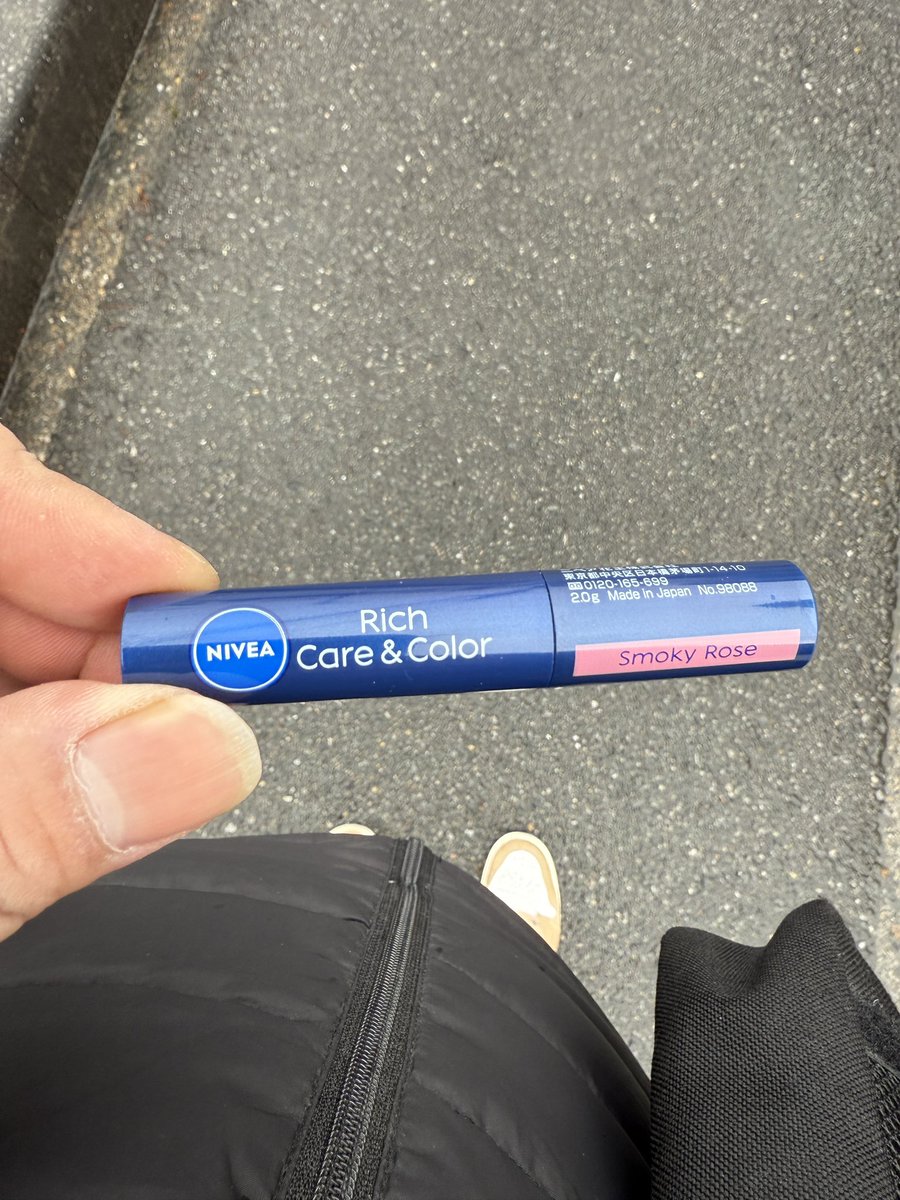 NIVEA
Rich
Care & Color
東京都中央区日本橋茅場町1-14-10
0120-165-699
2.0g Made in Japan No.98088
Smoky Rose